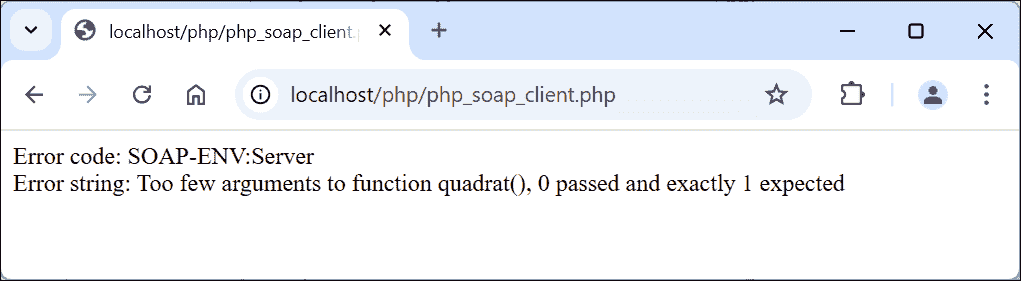 localhost/php/php_soap_client.
localhost/php/php_soap_client.php
Error code: SOAP-ENV:Server
Error string: Too few arguments to function quadrat(), 0 passed and exactly 1 expected